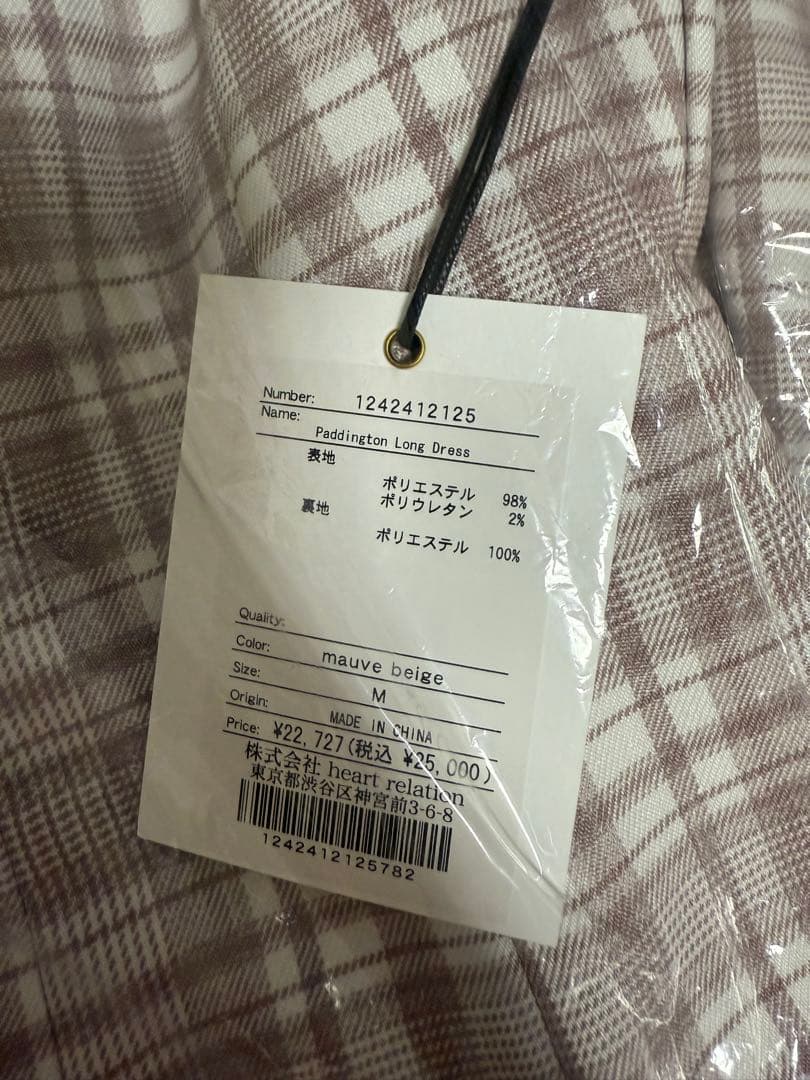 Number: 1242412125
Name:
Paddington Long Dress
表地
ポリエステル 98%
ポリウレタン 2%
裏地
ポリエステル 100%
Quality:
Color: mauve beige
Size: M
Origin: MADE IN CHINA
Price: ¥22,727(税込 ¥25,000)
株式会社 heart relation
東京都渋谷区神宮前3-6-8
1242412125782